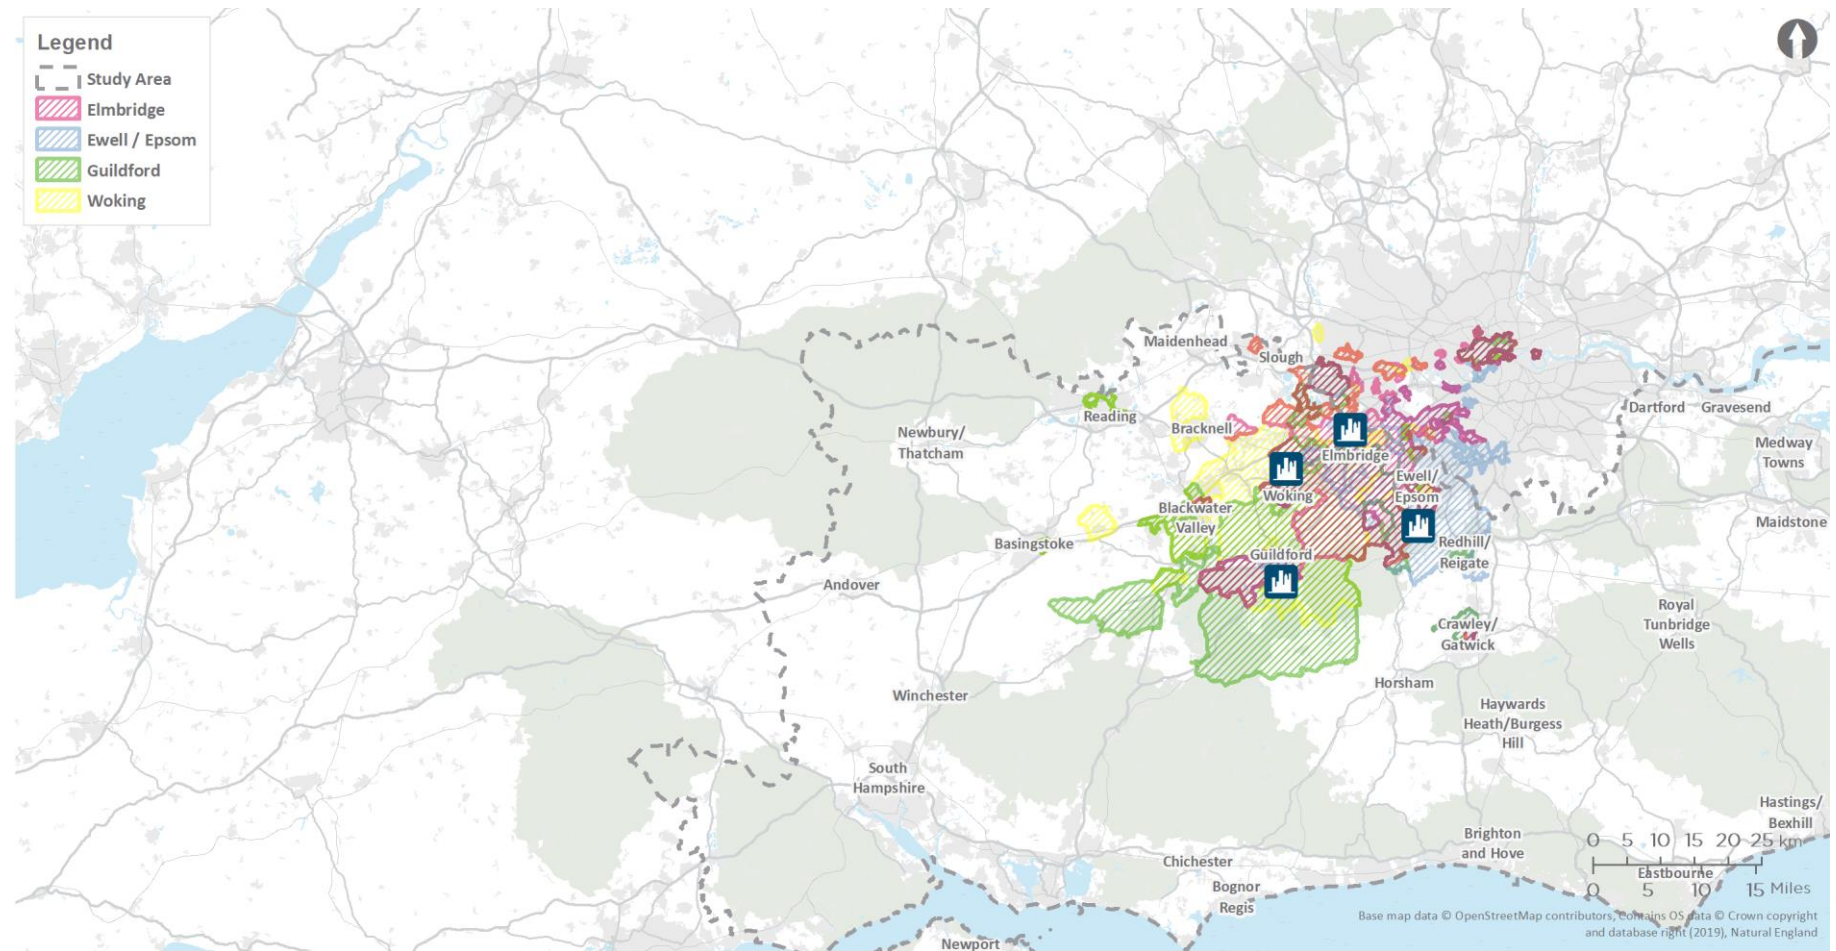 Legend
Study Area
Elmbridge
Ewell / Epsom
Guildford
Woking
Maidenhead
Slough
Reading
Bracknell
Newbury/
Thatcham
Dartford
Gravesend
Medway
Towns
Elmbridge
Ewell/
Epsom
Woking
Blackwater
Valley
Maidstone
Basingstoke
Redhill/
Reigate
Guildford
Andover
Royal
Tunbridge
Wells
Crawley/
Gatwick
Horsham
Winchester
Haywards
Heath/Burgess
Hill
South
Hampshire
Hastings/
Bexhill
Brighton
and Hove
Chichester
Bognor
Regis
Eastbourne
Newport
0 5 10 15 20 25 km
0 5 10 15 Miles
Base map data © OpenStreetMap contributors, Contains OS data © Crown copyright
and database right (2019), Natural England